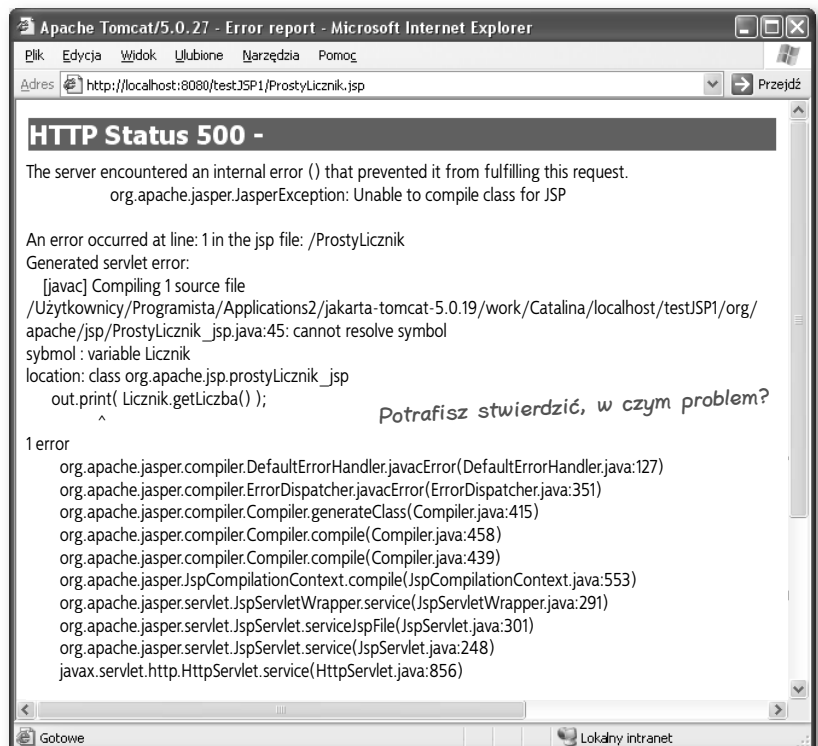 Apache Tomcat/5.0.27 - Error report - Microsoft Internet Explorer
Plik Edycja Widok Ulubione Narzędzia Pomoc
Adres http://localhost:8080/testJSP1/ProstyLicznik.jsp Przejdź
HTTP Status 500 -
The server encountered an internal error () that prevented it from fulfilling this request.
org.apache.jasper.JasperException: Unable to compile class for JSP
An error occurred at line: 1 in the jsp file: /ProstyLicznik
Generated servlet error:
[javac] Compiling 1 source file
/Użytkownicy/Programista/Applications2/jakarta-tomcat-5.0.19/work/Catalina/localhost/testJSP1/org/
apache/jsp/ProstyLicznik_jsp.java:45: cannot resolve symbol
sybmol : variable Licznik
location: class org.apache.jsp.prostyLicznik_jsp
out.print( Licznik.getLiczba() );
^
Potrafisz stwierdzić, w czym problem?
1 error
org.apache.jasper.compiler.DefaultErrorHandler.javacError(DefaultErrorHandler.java:127)
org.apache.jasper.compiler.ErrorDispatcher.javacError(ErrorDispatcher.java:351)
org.apache.jasper.compiler.Compiler.generateClass(Compiler.java:415)
org.apache.jasper.compiler.Compiler.compile(Compiler.java:458)
org.apache.jasper.compiler.Compiler.compile(Compiler.java:439)
org.apache.jasper.JspCompilationContext.compile(JspCompilationContext.java:553)
org.apache.jasper.servlet.JspServletWrapper.service(JspServletWrapper.java:291)
org.apache.jasper.servlet.JspServlet.serviceJspFile(JspServlet.java:301)
org.apache.jasper.servlet.JspServlet.service(JspServlet.java:248)
javax.servlet.http.HttpServlet.service(HttpServlet.java:856)
Gotowe Lokalny intranet